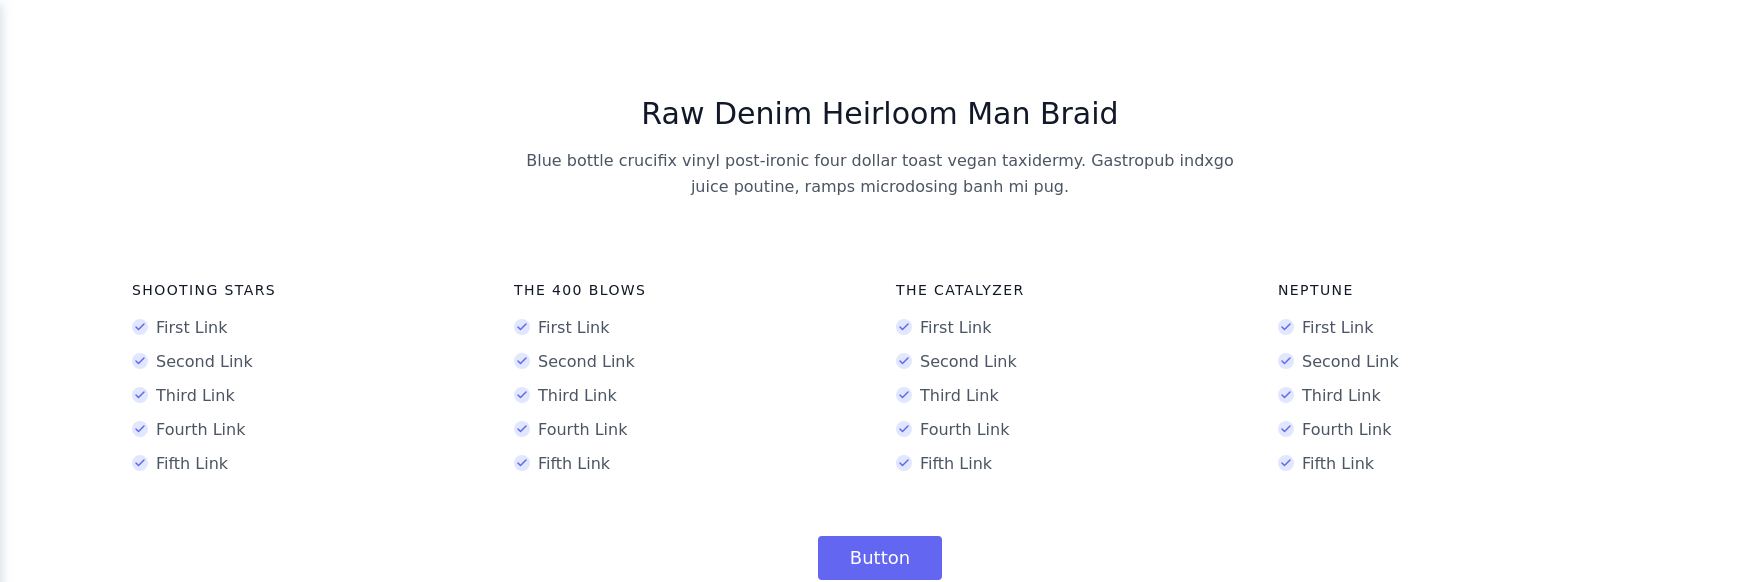 Raw Denim Heirloom Man Braid
Blue bottle crucifix vinyl post-ironic four dollar toast vegan taxidermy. Gastropub indxgo
juice poutine, ramps microdosing banh mi pug.
SHOOTING STARS
First Link
Second Link
Third Link
Fourth Link
Fifth Link
THE 400 BLOWS
First Link
Second Link
Third Link
Fourth Link
Fifth Link
THE CATALYZER
First Link
Second Link
Third Link
Fourth Link
Fifth Link
NEPTUNE
First Link
Second Link
Third Link
Fourth Link
Fifth Link
Button